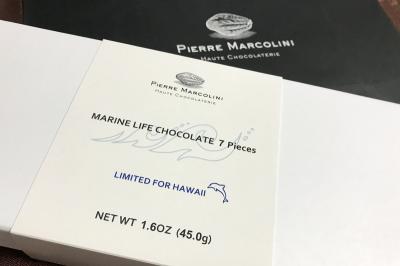 PIERRE MARCOLINI
HAUTE CHOCOLATERIE
PIERRE MARCOLINI
HAUTE CHOCOLATERIE
MARINE LIFE CHOCOLATE 7 Pieces
LIMITED FOR HAWAII
NET WT 1.6OZ (45.0g)